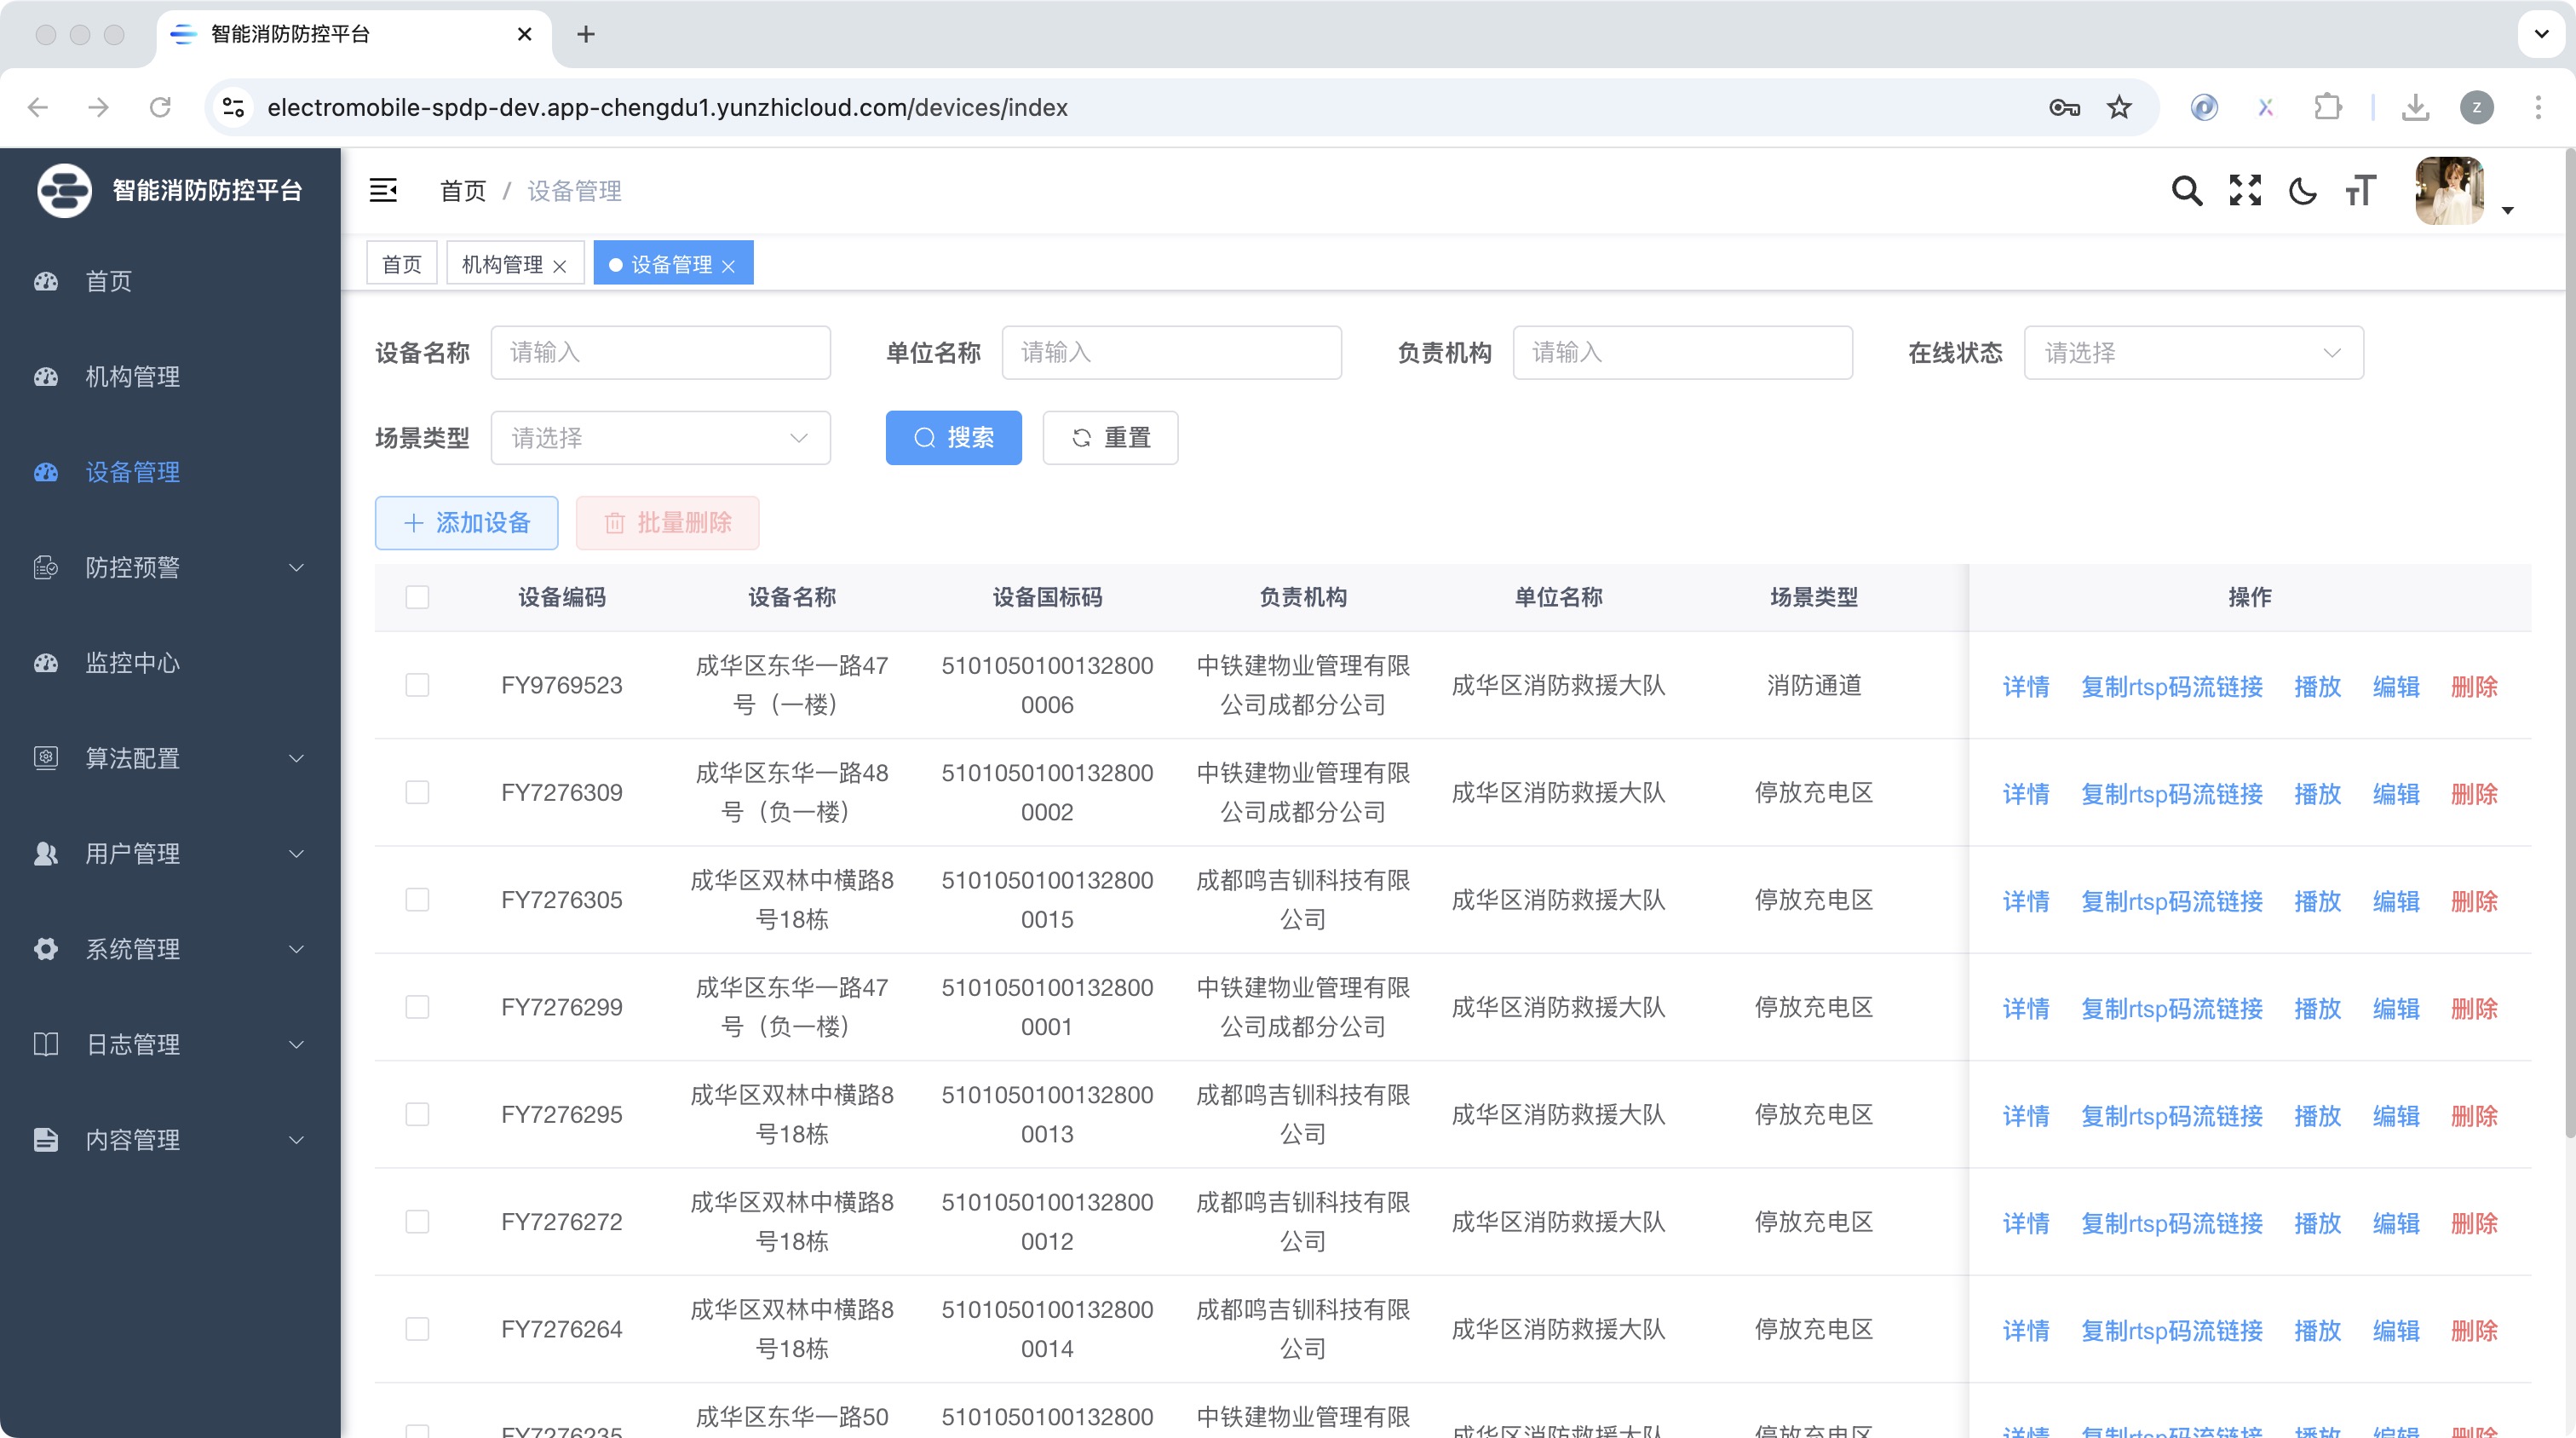 智能消防防控平台
electromobile-spdp-dev.app-chengdu1.yunzhicloud.com/devices/index
z
智能消防防控平台
首页 / 设备管理
首页
机构管理
设备管理
首页
机构管理
设备管理
防控预警
监控中心
算法配置
用户管理
系统管理
日志管理
内容管理
设备名称 请输入
单位名称 请输入
负责机构 请输入
在线状态 请选择
场景类型 请选择
搜索
重置
添加设备
批量删除
设备编码 设备名称 设备国标码 负责机构 单位名称 场景类型 操作
FY9769523 成华区东华一路47 5101050100132800 中铁建物业管理有限 成华区消防救援大队 消防通道 详情 复制rtsp码流链接 播放 编辑 删除
号（一楼） 0006 公司成都分公司
FY7276309 成华区东华一路48 5101050100132800 中铁建物业管理有限 成华区消防救援大队 停放充电区 详情 复制rtsp码流链接 播放 编辑 删除
号（负一楼） 0002 公司成都分公司
FY7276305 成华区双林中横路8 5101050100132800 成都鸣吉钏科技有限 成华区消防救援大队 停放充电区 详情 复制rtsp码流链接 播放 编辑 删除
号18栋 0015 公司
FY7276299 成华区东华一路47 5101050100132800 中铁建物业管理有限 成华区消防救援大队 停放充电区 详情 复制rtsp码流链接 播放 编辑 删除
号（负一楼） 0001 公司成都分公司
FY7276295 成华区双林中横路8 5101050100132800 成都鸣吉钏科技有限 成华区消防救援大队 停放充电区 详情 复制rtsp码流链接 播放 编辑 删除
号18栋 0013 公司
FY7276272 成华区双林中横路8 5101050100132800 成都鸣吉钏科技有限 成华区消防救援大队 停放充电区 详情 复制rtsp码流链接 播放 编辑 删除
号18栋 0012 公司
FY7276264 成华区双林中横路8 5101050100132800 成都鸣吉钏科技有限 成华区消防救援大队 停放充电区 详情 复制rtsp码流链接 播放 编辑 删除
号18栋 0014 公司
FY7276235 成华区东华一路50 5101050100132800 中铁建物业管理有限 成华区消防救援大队 停放充电区 详情 复制rtsp码流链接 播放 编辑 删除